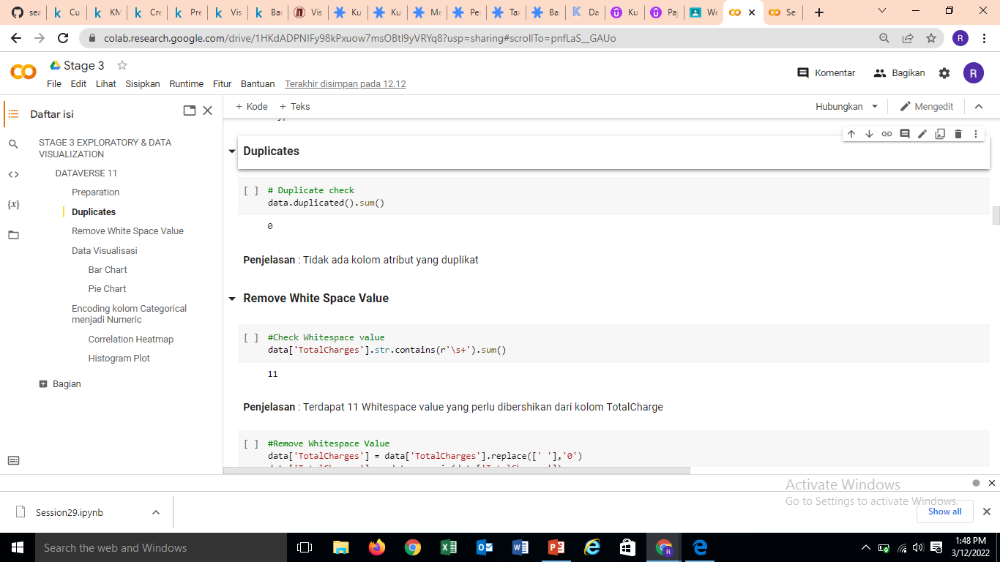 sea
Cu
KM
Cre
Pre
Vis
Bar
Vis
Ku
Ku
Me
Pe
Tax
Ba
Da
Ku
Pa
We
Se
colab.research.google.com/drive/1HKdADPNIFy98kPxuow7msOBtI9yVRYq8?usp=sharing#scrollTo=pnfLaS__GAUo
R
Stage 3
File Edit Lihat Sisipkan Runtime Fitur Bantuan Terakhir disimpan pada 12.12
Komentar
Bagikan
R
Daftar isi
STAGE 3 EXPLORATORY & DATA
VISUALIZATION
DATAVERSE 11
Preparation
Duplicates
Remove White Space Value
Data Visualisasi
Bar Chart
Pie Chart
Encoding kolom Categorical
menjadi Numeric
Correlation Heatmap
Histogram Plot
Bagian
+ Kode + Teks
Hubungkan
Mengedit
Duplicates
[ ] # Duplicate check
data.duplicated().sum()
0
Penjelasan : Tidak ada kolom atribut yang duplikat
Remove White Space Value
[ ] #Check Whitespace value
data['TotalCharges'].str.contains(r'\s+').sum()
11
Penjelasan : Terdapat 11 Whitespace value yang perlu dibershikan dari kolom TotalCharge
[ ] #Remove Whitespace Value
data['TotalCharges'] = data['TotalCharges'].replace([' '],'0')
Activate Windows
Go to Settings to activate Windows.
Session29.ipynb
Show all
Search the web and Windows
1:48 PM
3/12/2022